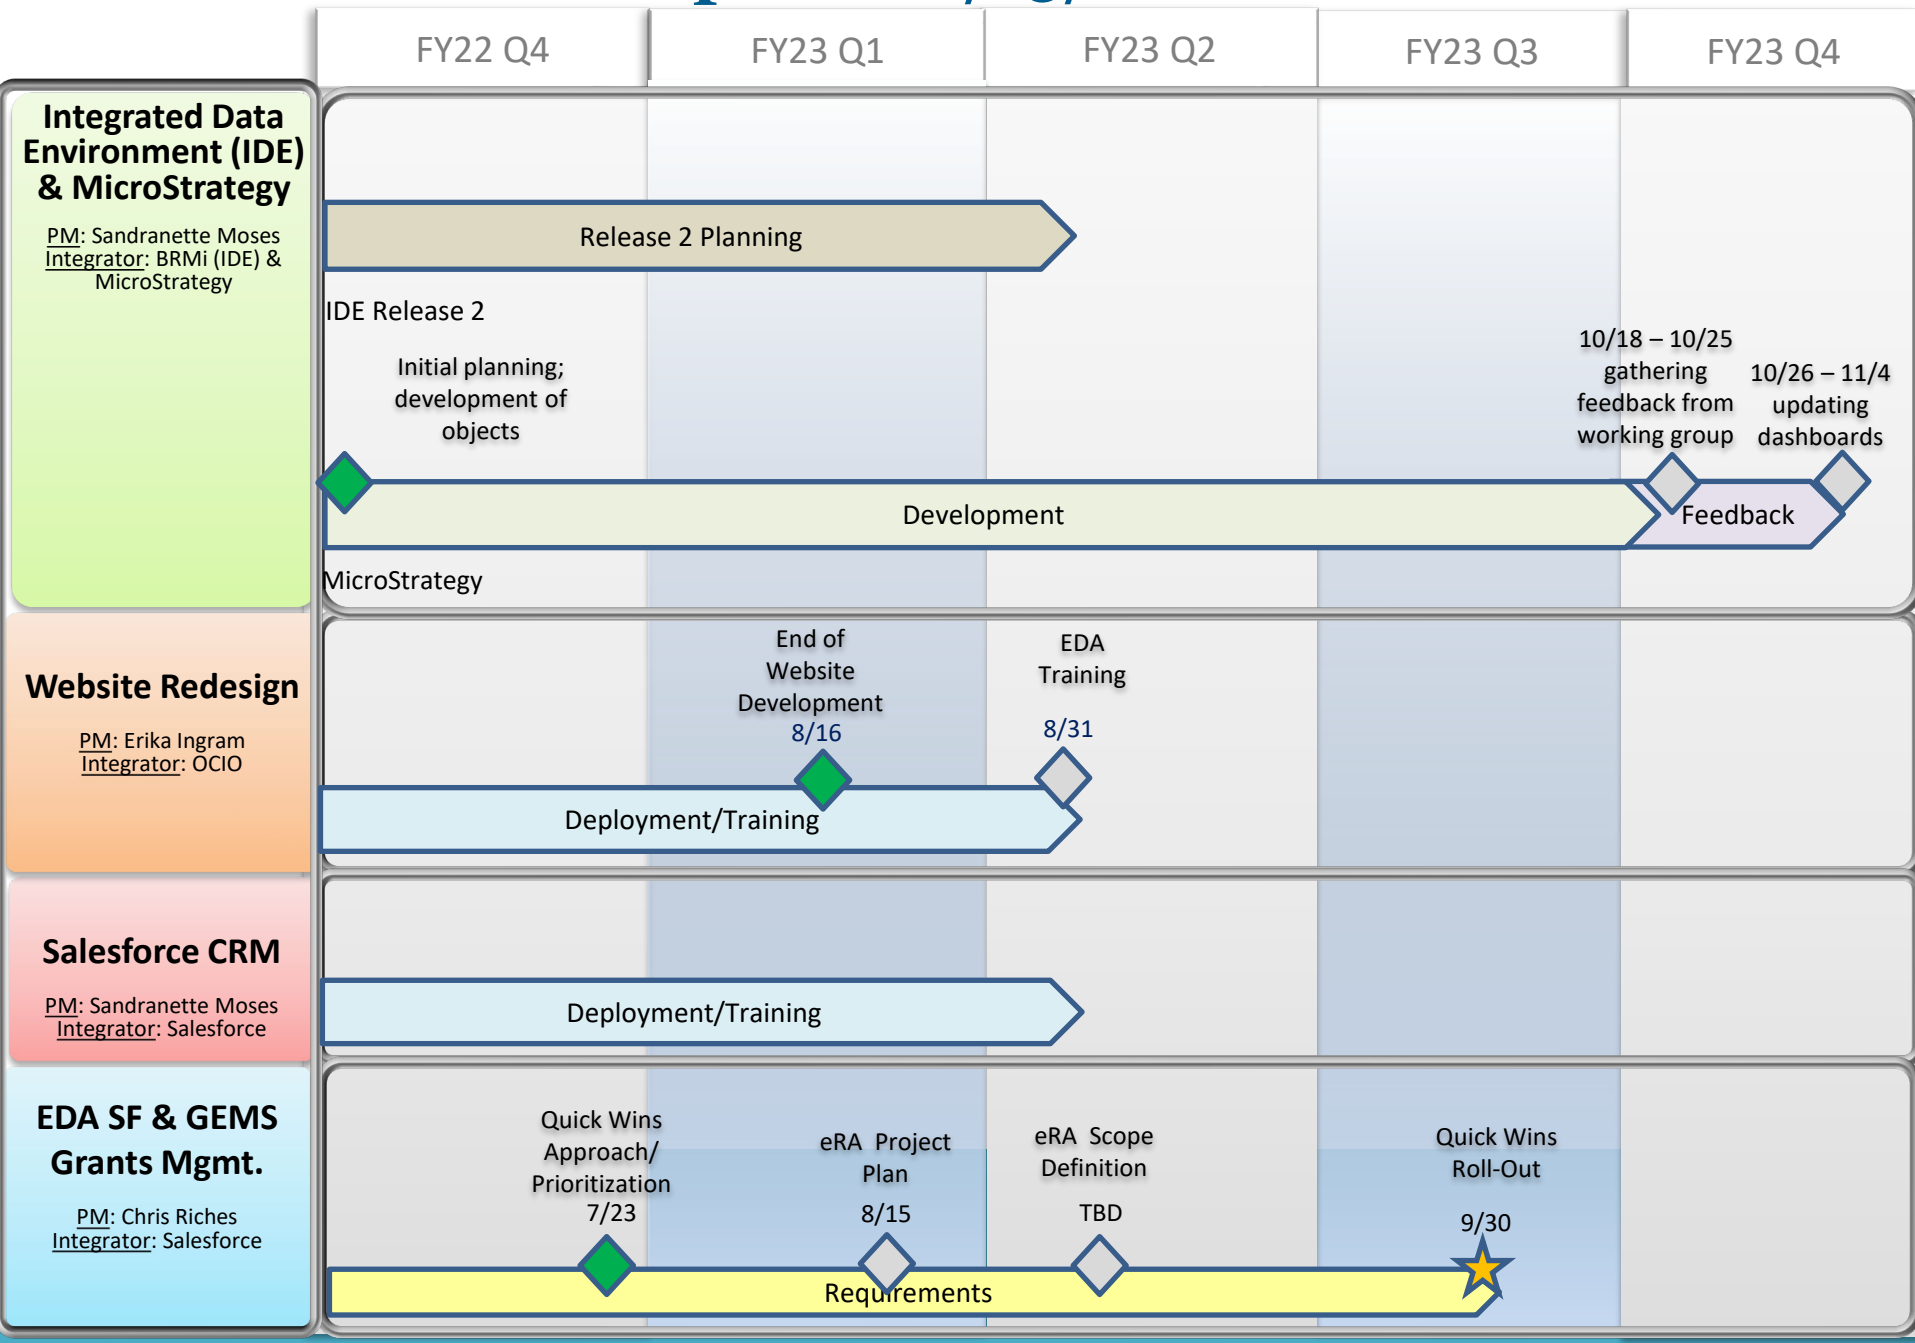 FY22 Q4
FY23 Q1
FY23 Q2
FY23 Q3
FY23 Q4
Integrated Data
Environment (IDE)
& MicroStrategy
PM: Sandranette Moses
Integrator: BRMi (IDE) &
MicroStrategy
Release 2 Planning
IDE Release 2
Initial planning;
development of
objects
10/18 – 10/25
gathering
feedback from
working group
10/26 – 11/4
updating
dashboards
Development
Feedback
MicroStrategy
Website Redesign
PM: Erika Ingram
Integrator: OCIO
End of
Website
Development
8/16
EDA
Training
8/31
Deployment/Training
Salesforce CRM
PM: Sandranette Moses
Integrator: Salesforce
Deployment/Training
EDA SF & GEMS
Grants Mgmt.
PM: Chris Riches
Integrator: Salesforce
Quick Wins
Approach/
Prioritization
7/23
eRA  Project
Plan
8/15
eRA  Scope
Definition
TBD
Quick Wins
Roll-Out
9/30
Requirements